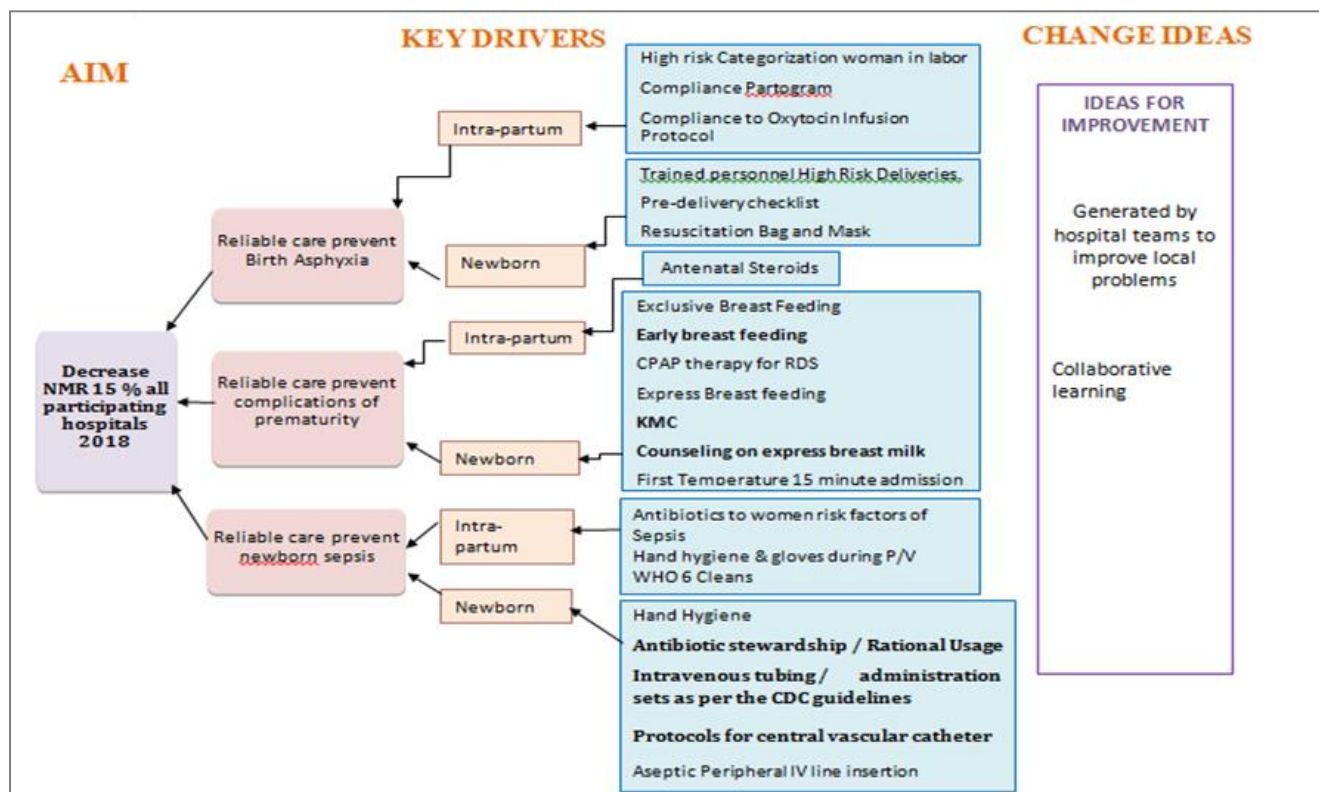 KEY DRIVERS
CHANGE IDEAS
AIM
High risk Categorization woman in labor
Compliance Partogram
Compliance to Oxytocin Infusion
Protocol
Intra-partum
Trained personnel High Risk Deliveries.
Pre-delivery checklist
Resuscitation Bag and Mask
Newborn
Reliable care prevent
Birth Asphyxia
Antenatal Steroids
Intra-partum
Exclusive Breast Feeding
Early breast feeding
CPAP therapy for RDS
Express Breast feeding
KMC
Counseling on express breast milk
First Temperature 15 minute admission
Newborn
Reliable care prevent
complications of
prematurity
Decrease
NMR 15 % all
participating
hospitals
2018
Antibiotics to women risk factors of
Sepsis
Hand hygiene & gloves during P/V
WHO 6 Cleans
Intra-
partum
Reliable care prevent
newborn sepsis
Newborn
Hand Hygiene
Antibiotic stewardship / Rational Usage
Intravenous tubing / administration
sets as per the CDC guidelines
Protocols for central vascular catheter
Aseptic Peripheral IV line insertion
IDEAS FOR
IMPROVEMENT
Generated by
hospital teams to
improve local
problems
Collaborative
learning